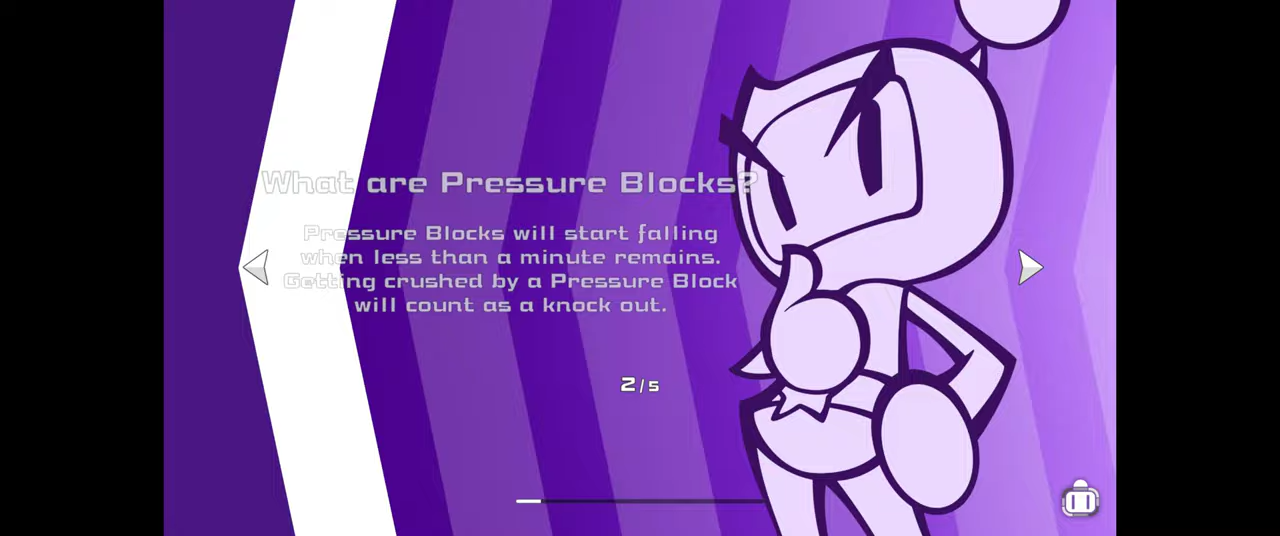 What are Pressure Blocks?
Pressure Blocks will start falling
when less than a minute remains.
Getting crushed by a Pressure Block
will count as a knock out.
2/5